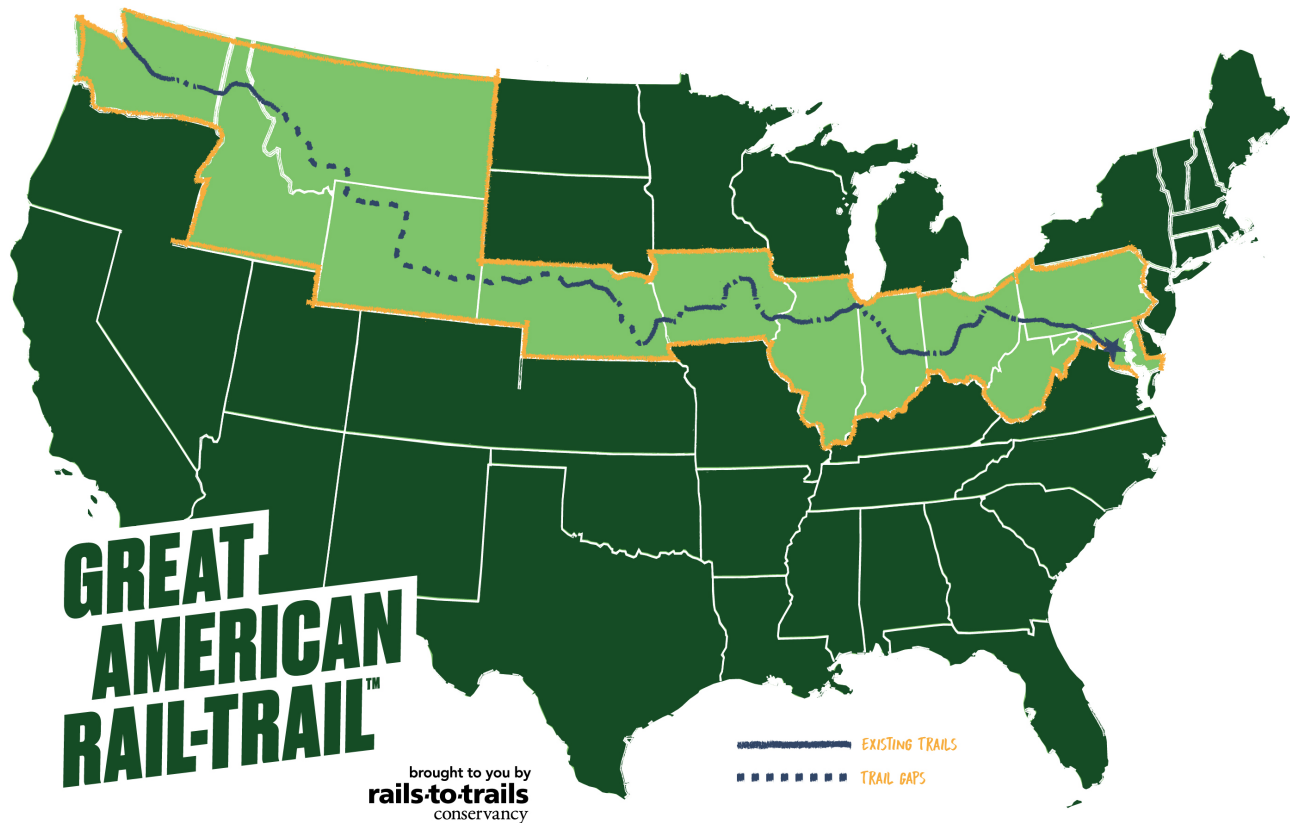 GREAT
AMERICAN
RAIL-TRAIL™
brought to you by
rails·to·trails
conservancy
EXISTING TRAILS
TRAIL GAPS